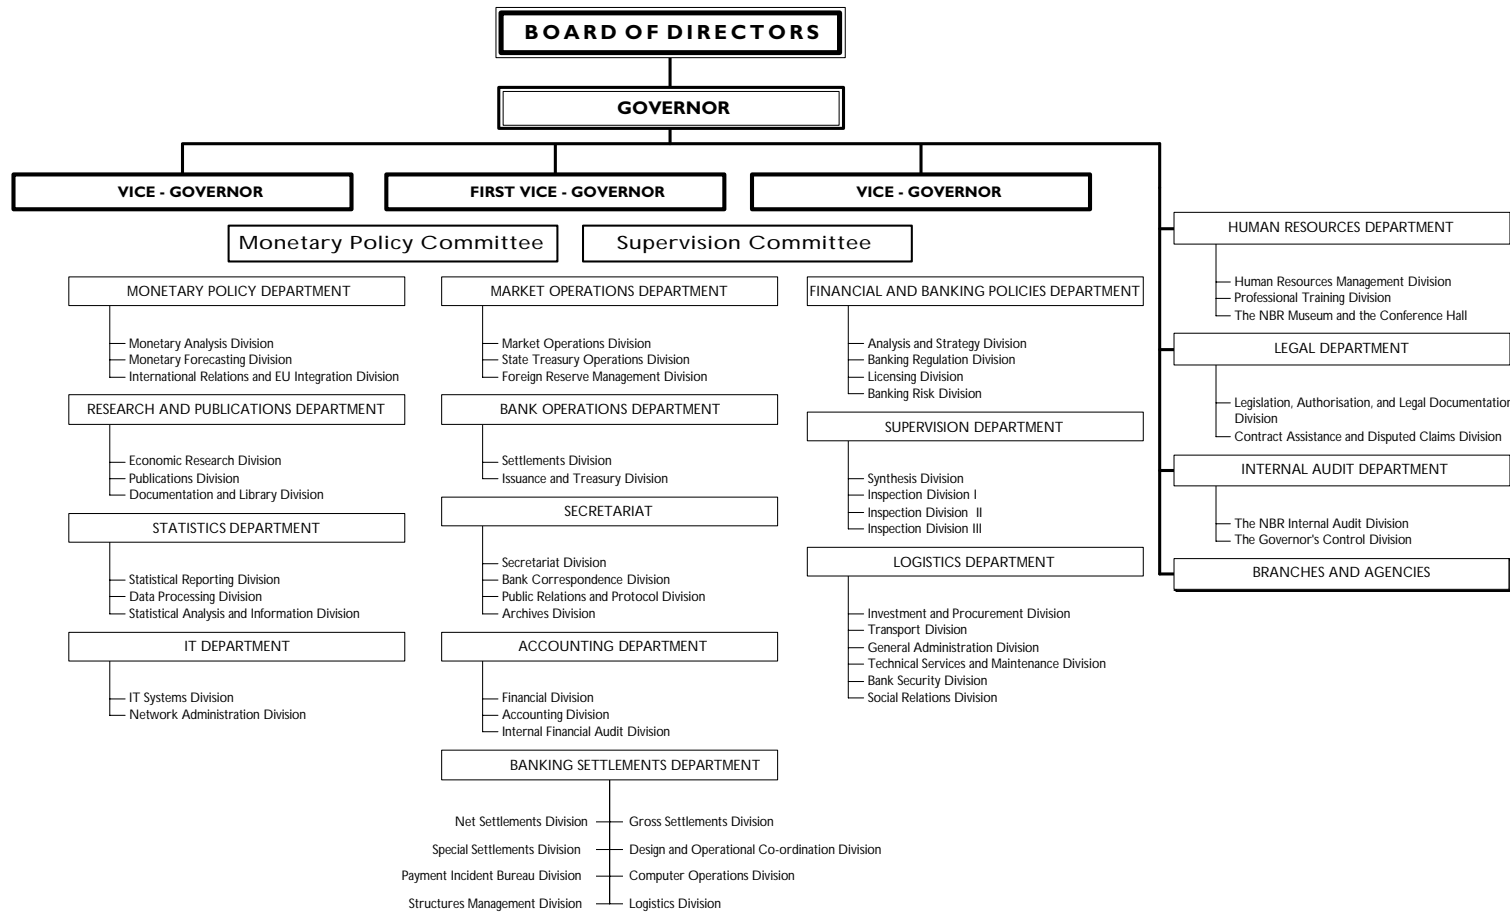 BOARD OF DIRECTORS
GOVERNOR
VICE - GOVERNOR
FIRST VICE - GOVERNOR
VICE - GOVERNOR
Monetary Policy Committee
Supervision Committee
MONETARY POLICY DEPARTMENT
Monetary Analysis Division
Monetary Forecasting Division
International Relations and EU Integration Division
RESEARCH AND PUBLICATIONS DEPARTMENT
Economic Research Division
Publications Division
Documentation and Library Division
STATISTICS DEPARTMENT
Statistical Reporting Division
Data Processing Division
Statistical Analysis and Information Division
IT DEPARTMENT
IT Systems Division
Network Administration Division
MARKET OPERATIONS DEPARTMENT
Market Operations Division
State Treasury Operations Division
Foreign Reserve Management Division
BANK OPERATIONS DEPARTMENT
Settlements Division
Issuance and Treasury Division
SECRETARIAT
Secretariat Division
Bank Correspondence Division
Public Relations and Protocol Division
Archives Division
ACCOUNTING DEPARTMENT
Financial Division
Accounting Division
Internal Financial Audit Division
BANKING SETTLEMENTS DEPARTMENT
Net Settlements Division
Gross Settlements Division
Special Settlements Division
Design and Operational Co-ordination Division
Payment Incident Bureau Division
Computer Operations Division
Structures Management Division
Logistics Division
FINANCIAL AND BANKING POLICIES DEPARTMENT
Analysis and Strategy Division
Banking Regulation Division
Licensing Division
Banking Risk Division
SUPERVISION DEPARTMENT
Synthesis Division
Inspection Division I
Inspection Division II
Inspection Division III
LOGISTICS DEPARTMENT
Investment and Procurement Division
Transport Division
General Administration Division
Technical Services and Maintenance Division
Bank Security Division
Social Relations Division
HUMAN RESOURCES DEPARTMENT
Human Resources Management Division
Professional Training Division
The NBR Museum and the Conference Hall
LEGAL DEPARTMENT
Legislation, Authorisation, and Legal Documentation
Division
Contract Assistance and Disputed Claims Division
INTERNAL AUDIT DEPARTMENT
The NBR Internal Audit Division
The Governor's Control Division
BRANCHES AND AGENCIES